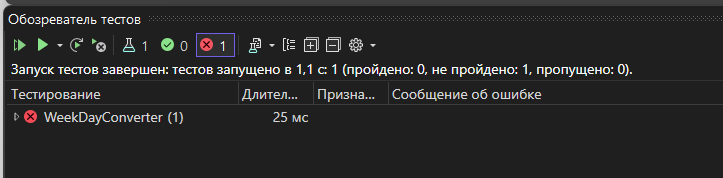 Обозреватель тестов
1 0 1
Запуск тестов завершен: тестов запущено в 1,1 с: 1 (пройдено: 0, не пройдено: 1, пропущено: 0).
Тестирование Длител... Призна... Сообщение об ошибке
WeekDayConverter (1) 25 мс